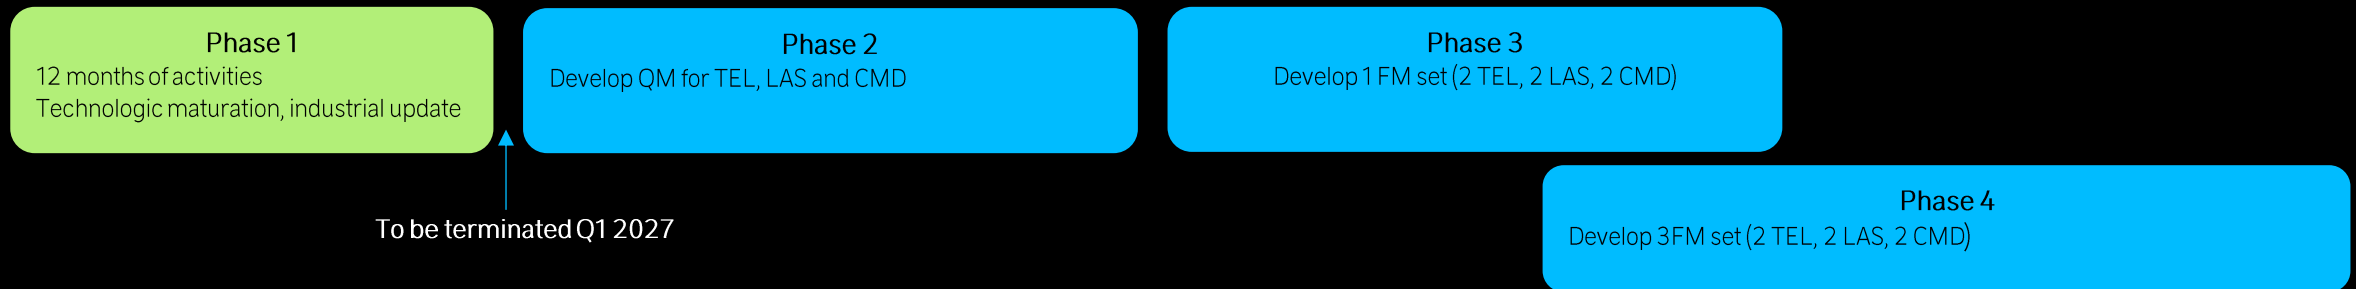 Phase 1
12 months of activities
Technologic maturation, industrial update
Phase 2
Develop QM for TEL, LAS and CMD
Phase 3
Develop 1 FM set (2 TEL, 2 LAS, 2 CMD)
Phase 4
Develop 3FM set (2 TEL, 2 LAS, 2 CMD)
To be terminated Q1 2027